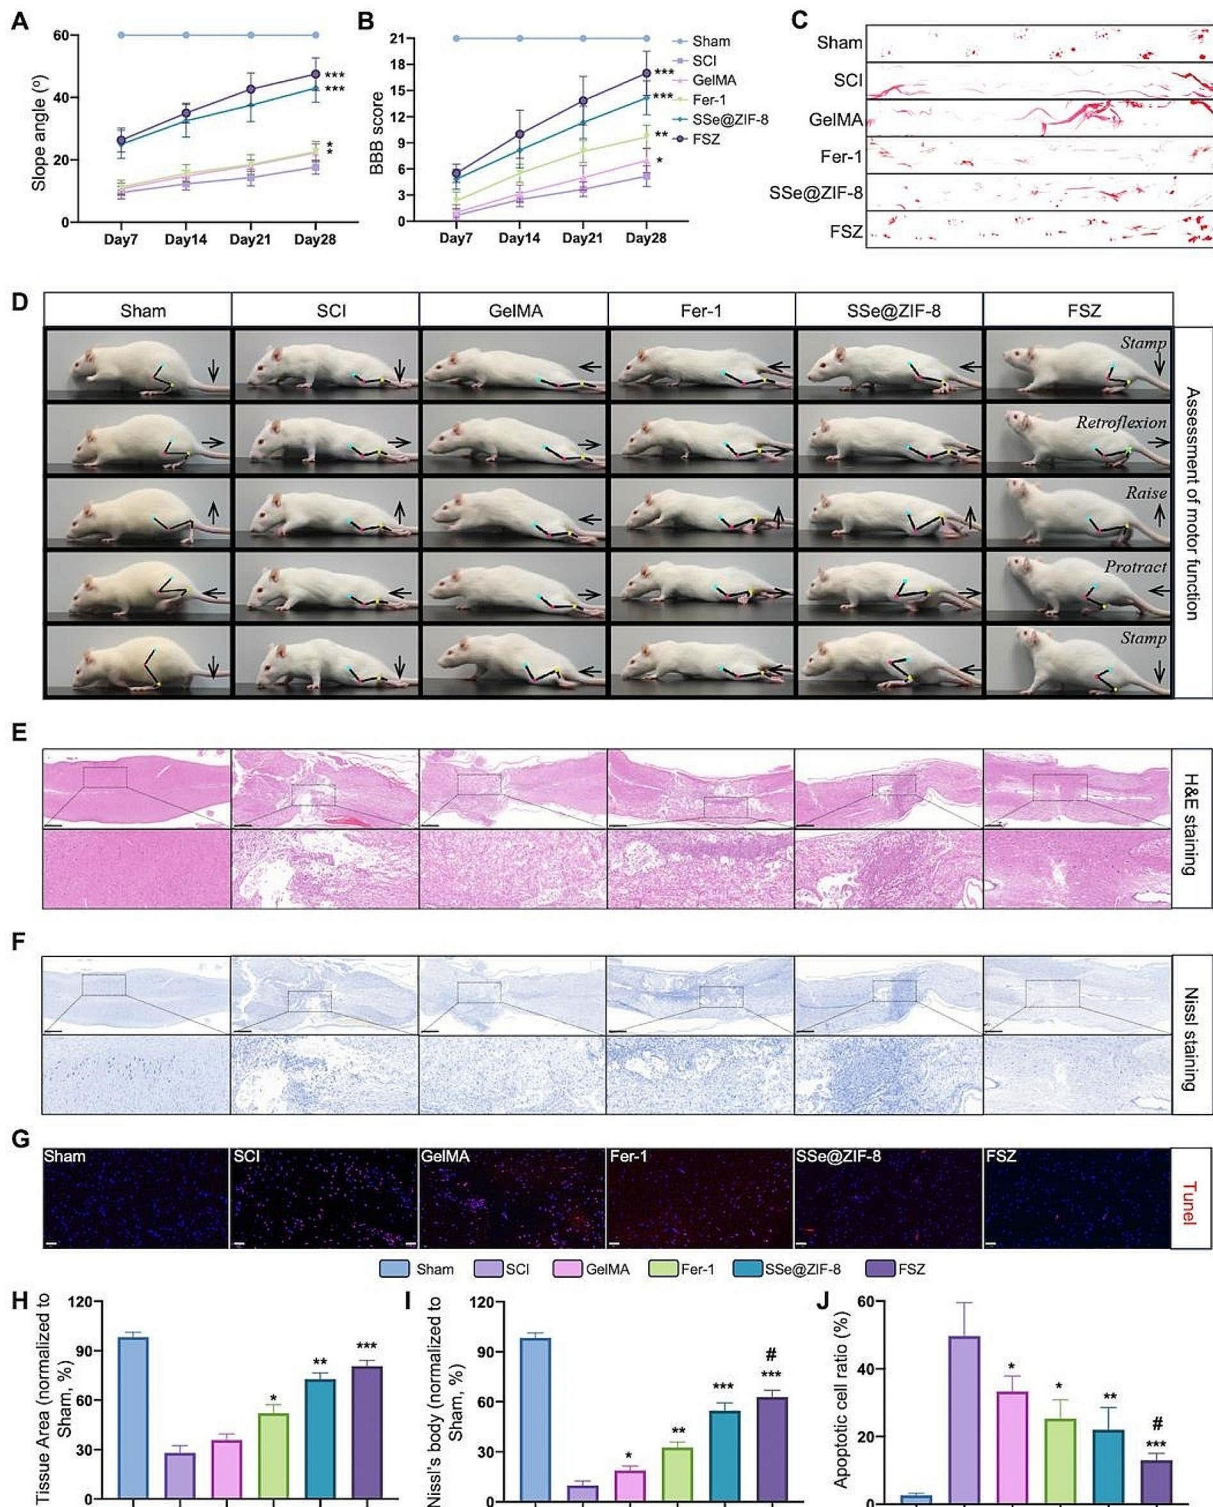 A
Slope angle (º)
60
40
20
0
Day7 Day14 Day21 Day28
***
***
*
*
B
BBB score
21
18
15
12
9
6
3
0
Day7 Day14 Day21 Day28
***
***
**
*
Sham
SCI
GelMA
Fer-1
SSe@ZIF-8
FSZ
C
Sham
SCI
GelMA
Fer-1
SSe@ZIF-8
FSZ
D
Sham SCI GelMA Fer-1 SSe@ZIF-8 FSZ
Stamp
Retroflexion
Raise
Protract
Stamp
Assessment of motor function
E
H&E staining
F
Nissl staining
G
Sham SCI GelMA Fer-1 SSe@ZIF-8 FSZ
Tunel
Sham SCI GelMA Fer-1 SSe@ZIF-8 FSZ
H
Tissue Area (normalized to
Sham, %)
120
90
60
30
0
*
**
***
I
Nissl's body (normalized to
Sham, %)
120
90
60
30
0
*
**
***
#
***
J
Apoptotic cell ratio (%)
60
40
20
0
*
*
**
#
***